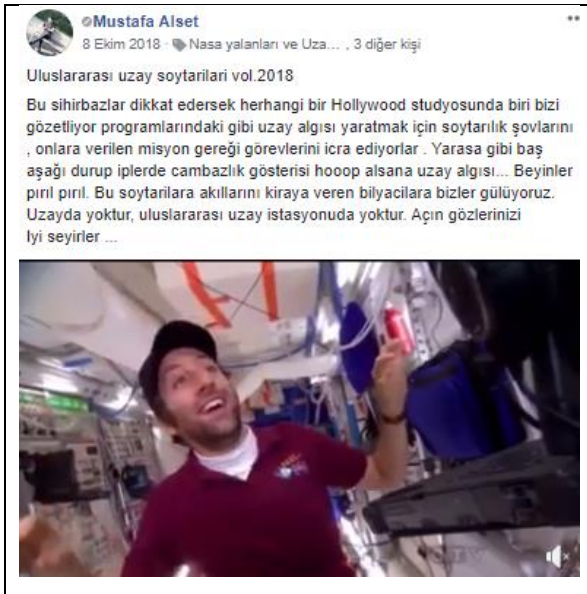 Mustafa Alset
8 Ekim 2018 · Nasa yalanları ve Uza... , 3 diğer kişi
Uluslararası uzay soytarilari vol.2018
Bu sihirbazlar dikkat edersek herhangi bir Hollywood studyosunda biri bizi
gözetliyor programlarındaki gibi uzay algısı yaratmak için soytarılık şovlarını
, onlara verilen misyon gereği görevlerini icra ediyorlar . Yarasa gibi baş
aşağı durup iplerde cambazlık gösterisi hooop alsana uzay algısı... Beyinler
pırıl pırıl. Bu soytarilara akıllarını kiraya veren bilyacilara bizler gülüyoruz.
Uzayda yoktur, uluslararası uzay istasyonuda yoktur. Açın gözlerinizi
Iyi seyirler ...